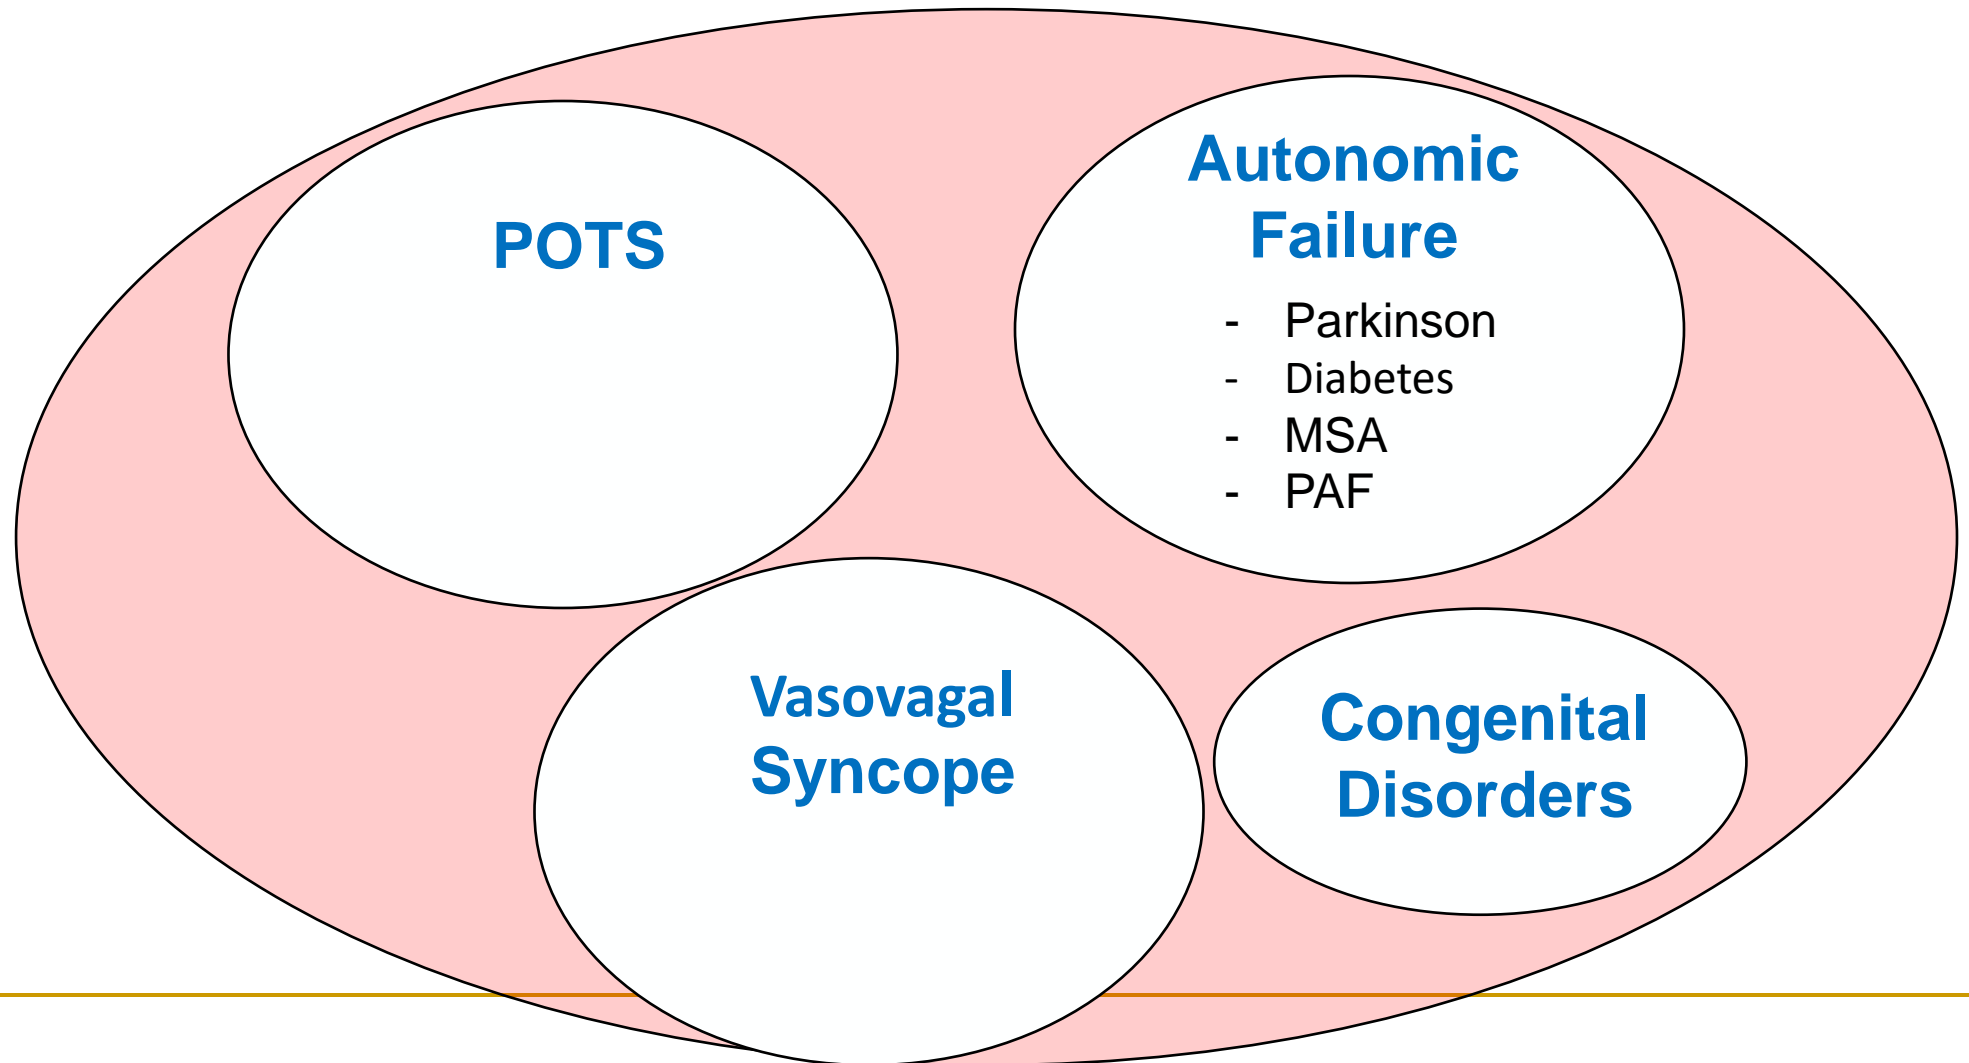 POTS
Autonomic
Failure
- Parkinson
- Diabetes
- MSA
- PAF
Vasovagal
Syncope
Congenital
Disorders